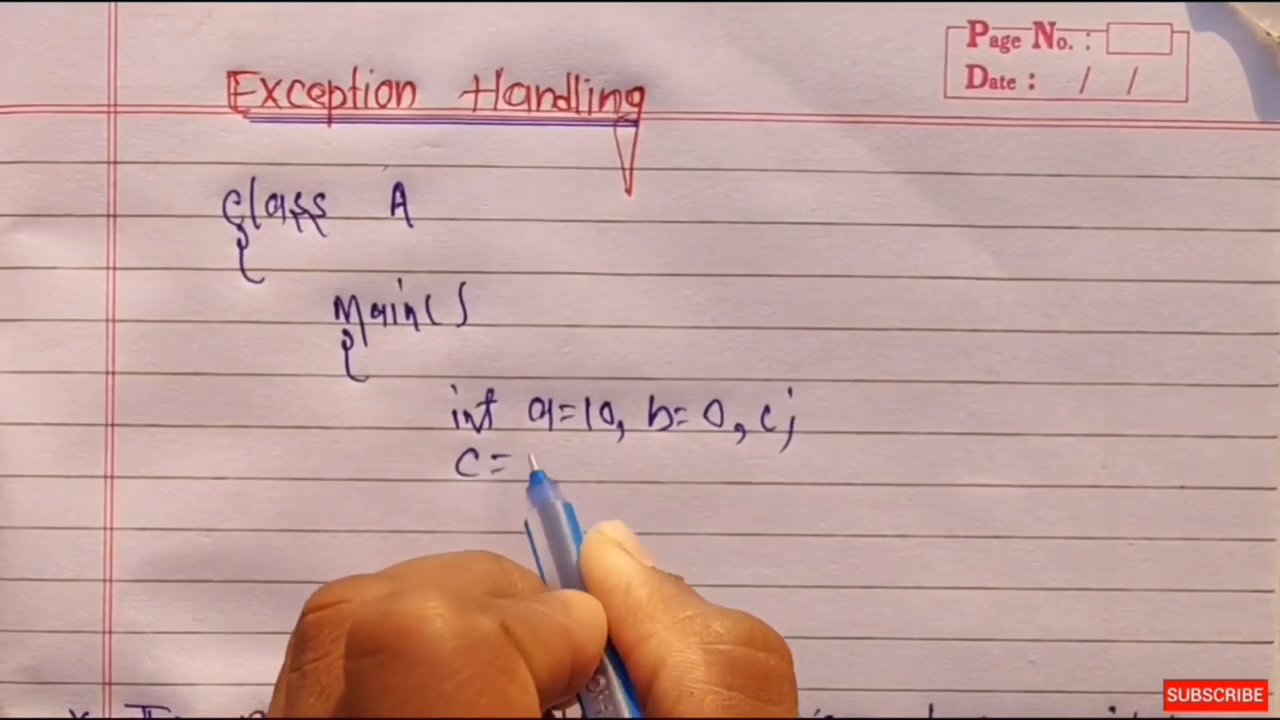 Page No. :
Date : / /
Exception Handling
class A
{
Main()
{
int a=10, b=0, c;
c=
SUBSCRIBE